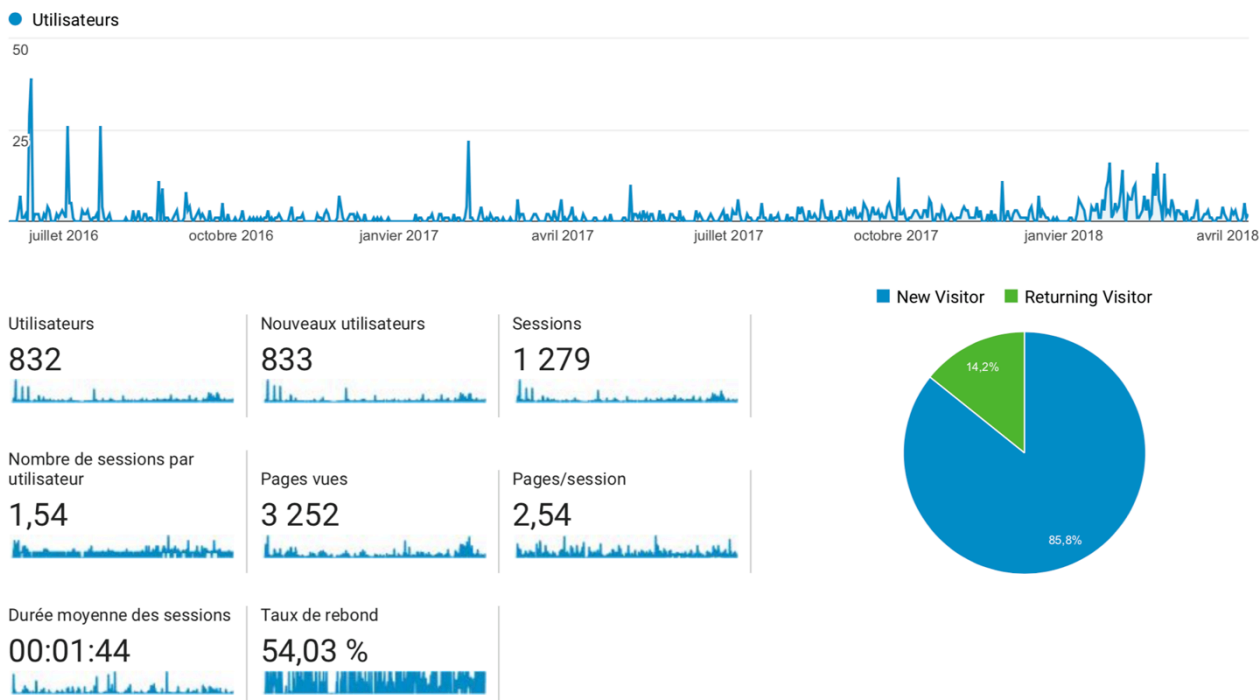 Utilisateurs
50
25
juillet 2016 octobre 2016 janvier 2017 avril 2017 juillet 2017 octobre 2017 janvier 2018 avril 2018
New Visitor Returning Visitor
Utilisateurs
832
Nouveaux utilisateurs
833
Sessions
1 279
Nombre de sessions par
utilisateur
1,54
Pages vues
3 252
Pages/session
2,54
Durée moyenne des sessions
00:01:44
Taux de rebond
54,03 %
14,2%
85,8%